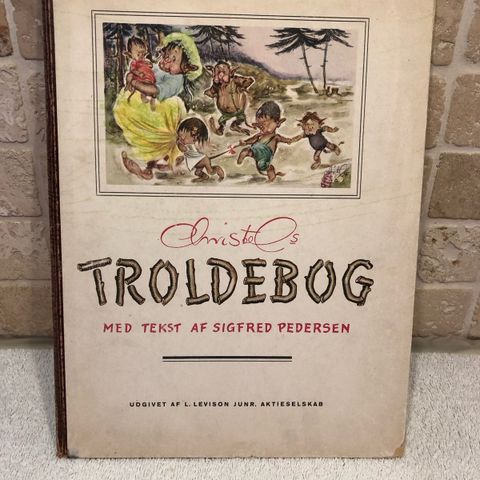 Christel's
TROLDEBOG
MED TEKST AF SIGFRED PEDERSEN
UDGIVET AF L. LEVISON JUNR. AKTIESELSKAB